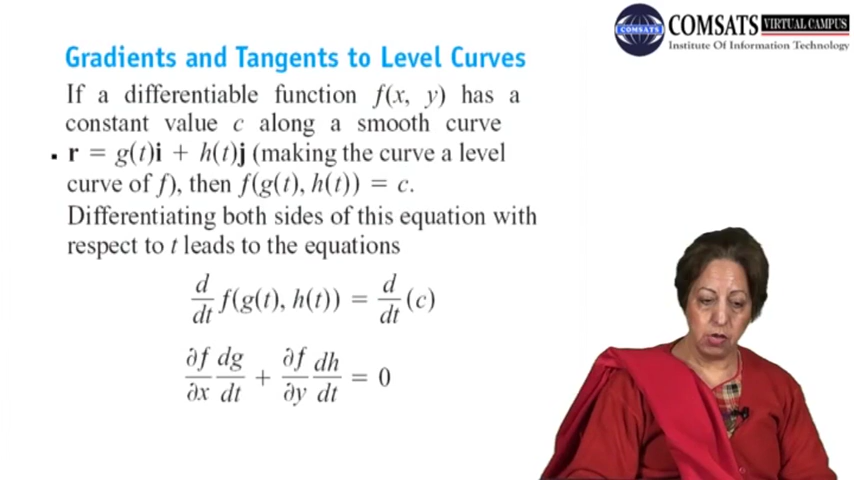 COMSATS VIRTUAL CAMPUS
COMSATS
Institute Of Information Technology
Gradients and Tangents to Level Curves
If a differentiable function f(x, y) has a
constant value c along a smooth curve
▪ r = g(t)i + h(t)j (making the curve a level
curve of f), then f(g(t), h(t)) = c.
Differentiating both sides of this equation with
respect to t leads to the equations
d/dt f(g(t), h(t)) = d/dt (c)
∂f/∂x dg/dt + ∂f/∂y dh/dt = 0